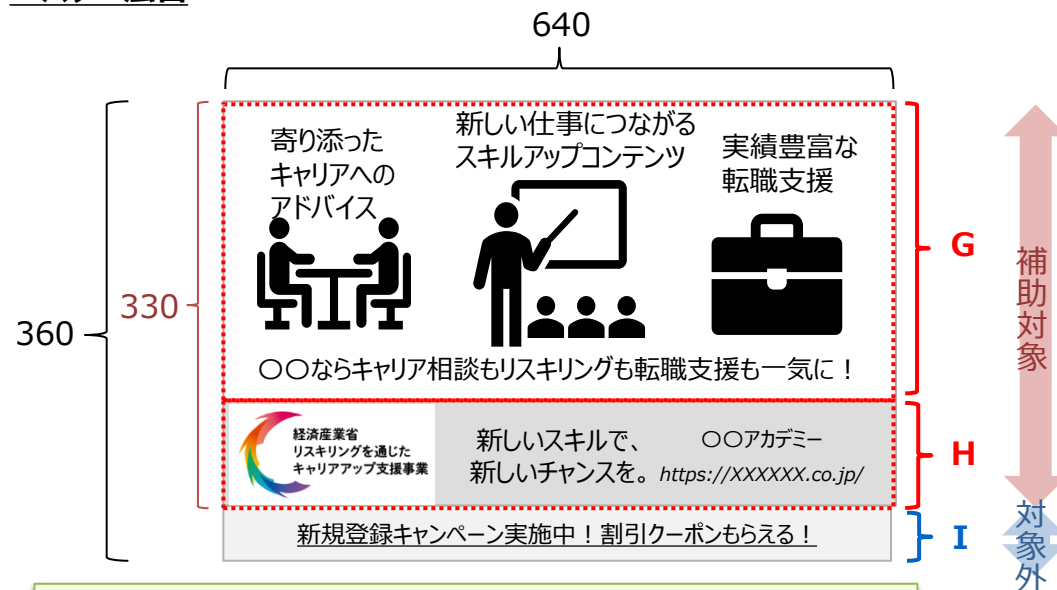 640
360
330
寄り添った
キャリアへの
アドバイス
新しい仕事につながる
スキルアップコンテンツ
実績豊富な
転職支援
〇〇ならキャリア相談もリスキリングも転職支援も一気に！
G
補助対象
経済産業省
リスキリングを通じた
キャリアアップ支援事業
新しいスキルで、
新しいチャンスを。
〇〇アカデミー
https://XXXXXX.co.jp/
H
新規登録キャンペーン実施中！割引クーポンもらえる！
I
対象外